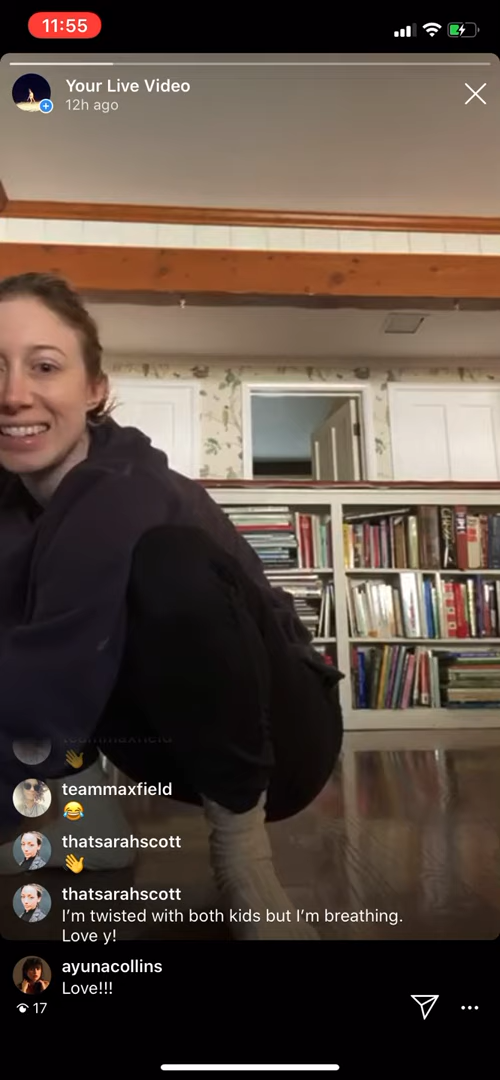 11:55
Your Live Video
12h ago
teammaxfield
👋
teammaxfield
😂
thatsarahscott
👋
thatsarahscott
I'm twisted with both kids but I'm breathing.
Love y!
ayunacollins
Love!!!
17